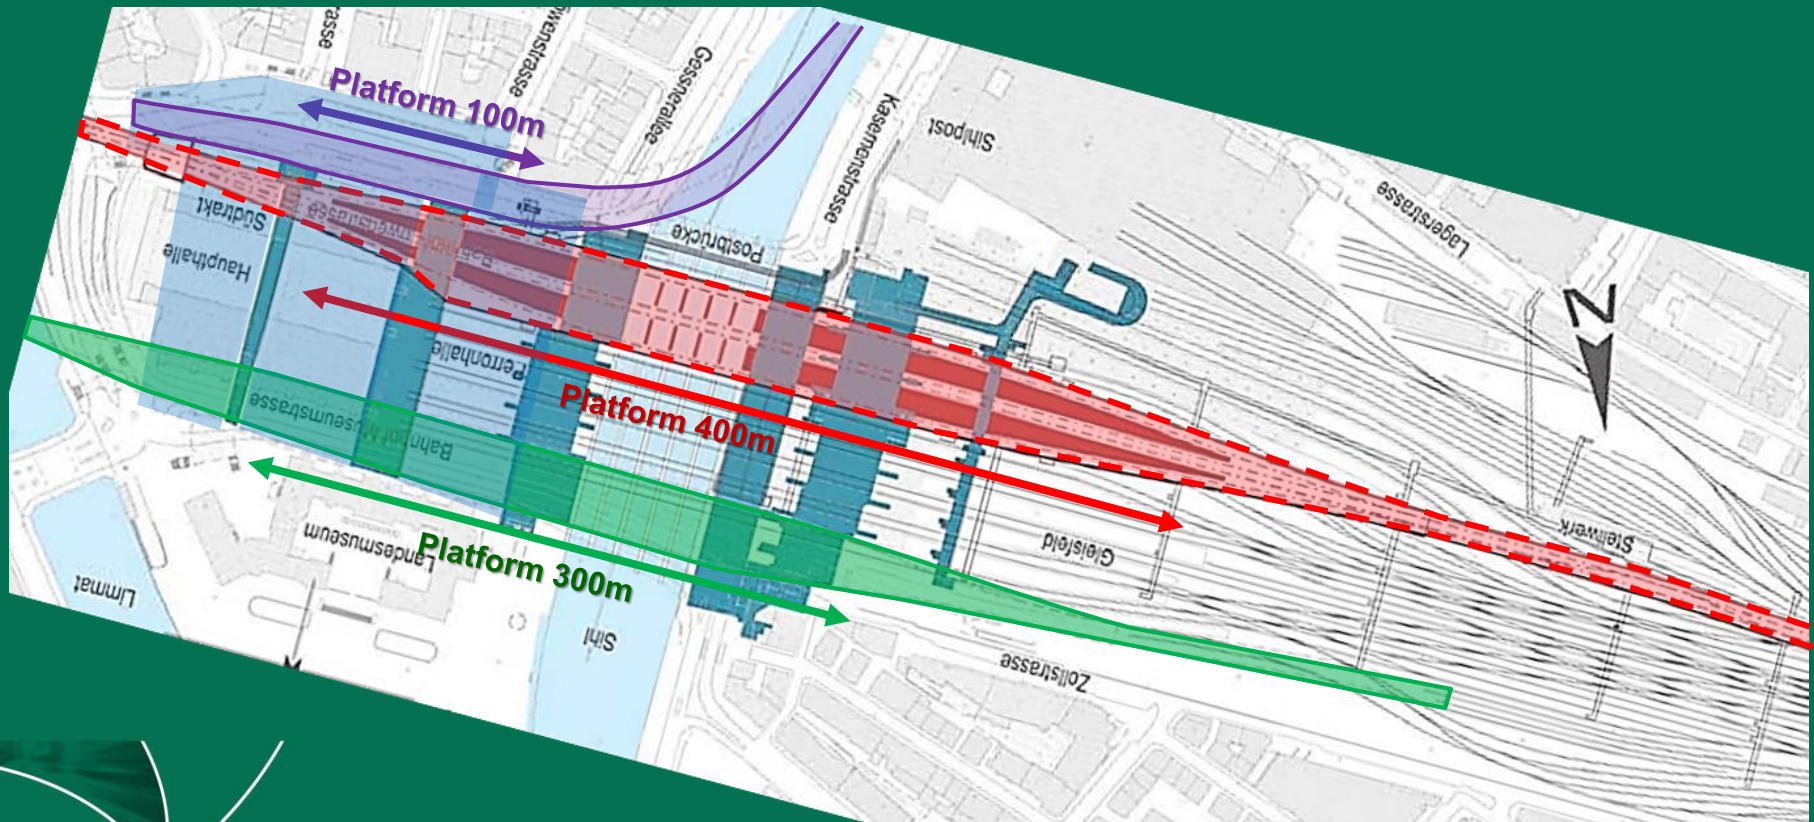 Platform 100m
Löwenstrasse
Gessnerallee
Kasernenstrasse
Sihlpost
Lagerstrasse
Südtrakt
Haupthalle
Postbrücke
N
Perronhalle
Platform 400m
Museumstrasse
Bahnhof
Landesmuseum
Platform 300m
Gleisfeld
Stellwerk
Limmat
Sihl
Zollstrasse